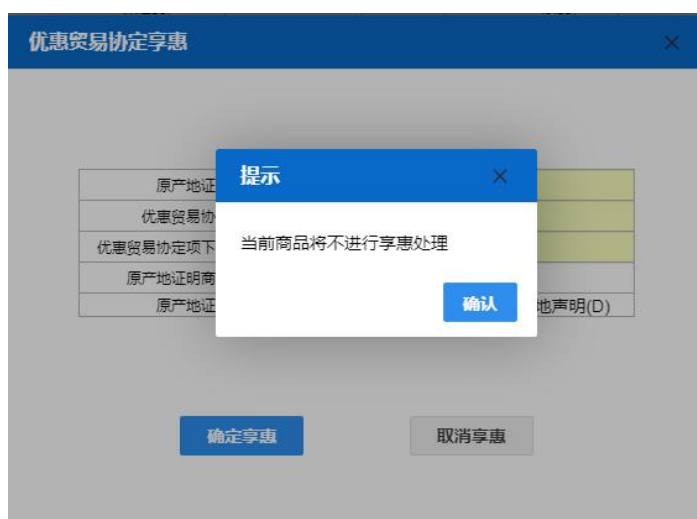 优惠贸易协定享惠
提示
原产地证
优惠贸易协
当前商品将不进行享惠处理
优惠贸易协定项下
原产地证明商
确认
原产地证
地声明(D)
确定享惠
取消享惠